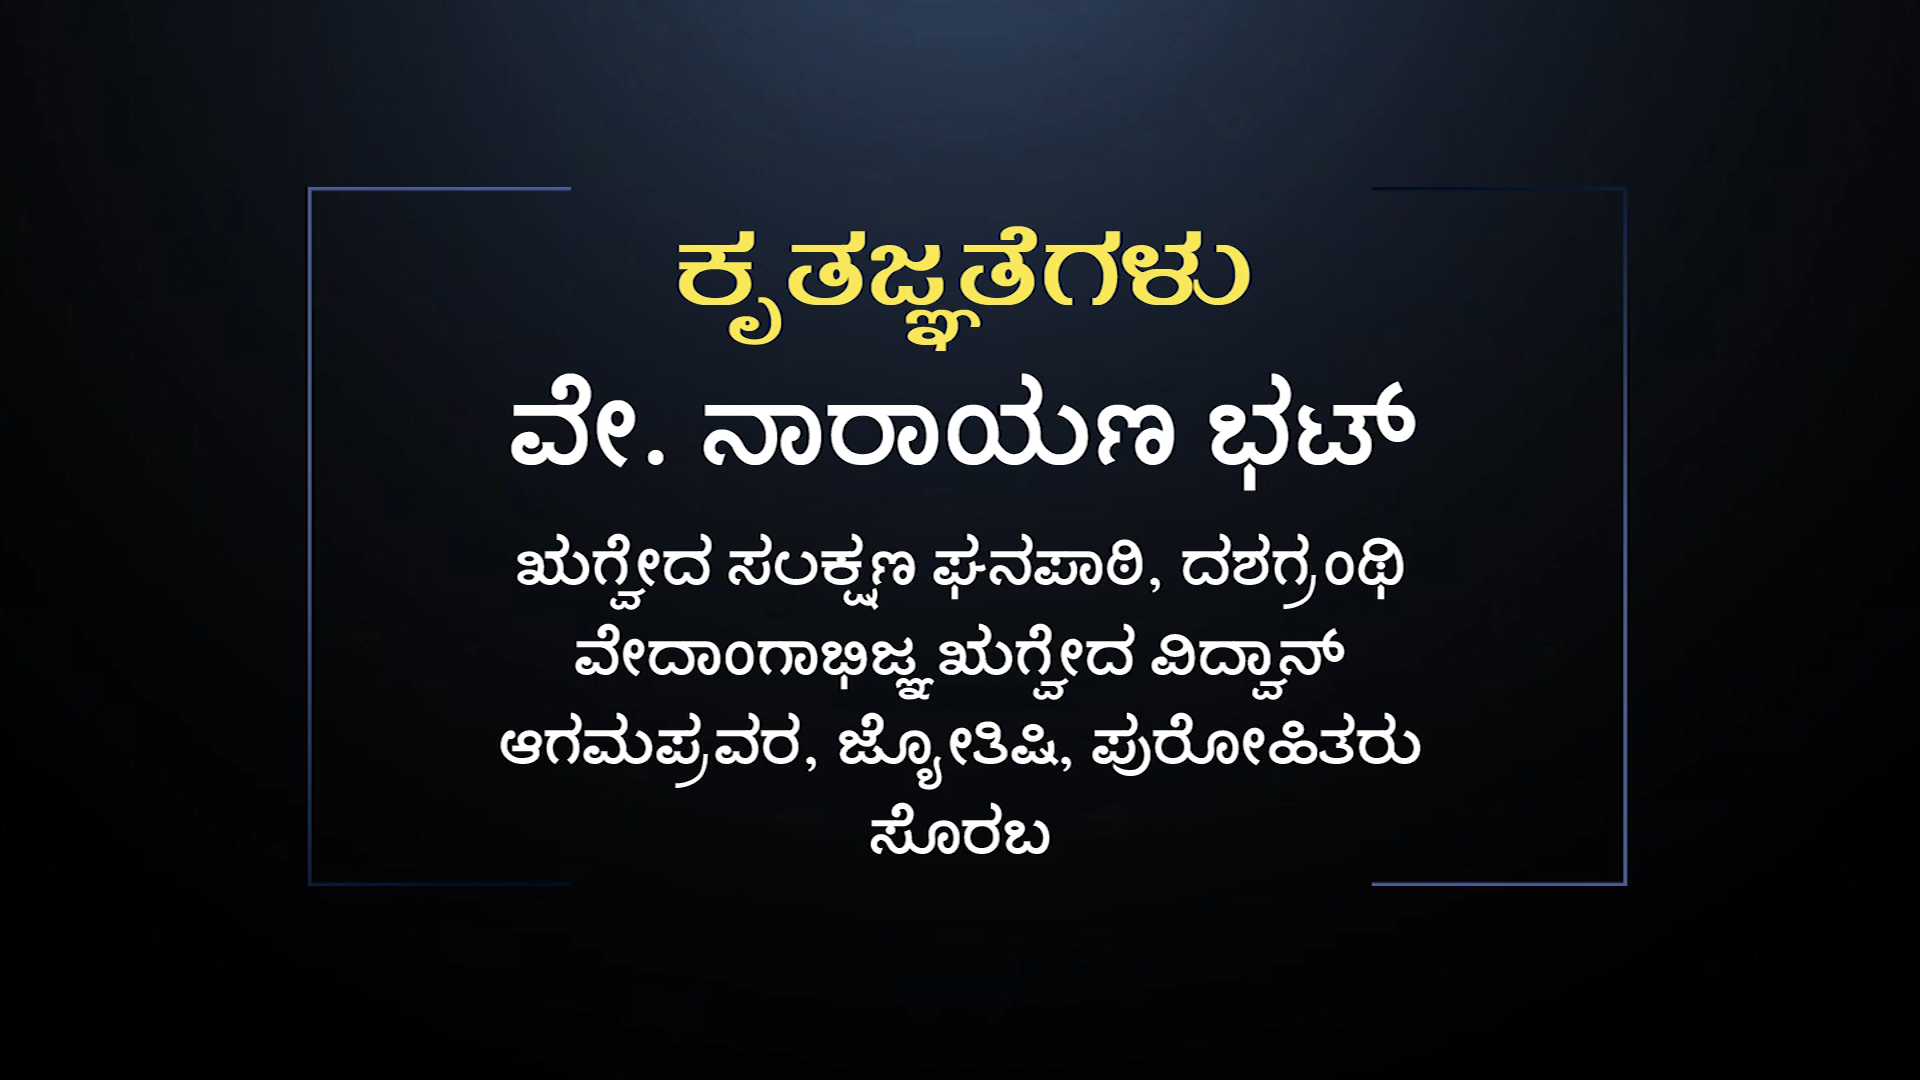 ಕೃತಜ್ಞತೆಗಳು
ವೇ. ನಾರಾಯಣ ಭಟ್
ಋಗ್ವೇದ ಸಲಕ್ಷಣ ಘನಪಾಠಿ, ದಶಗ್ರಂಥಿ
ವೇದಾಂಗಾಭಿಜ್ಞ ಋಗ್ವೇದ ವಿದ್ವಾನ್
ಆಗಮಪ್ರವರ, ಜ್ಯೋತಿಷಿ, ಪುರೋಹಿತರು
ಸೊರಬ